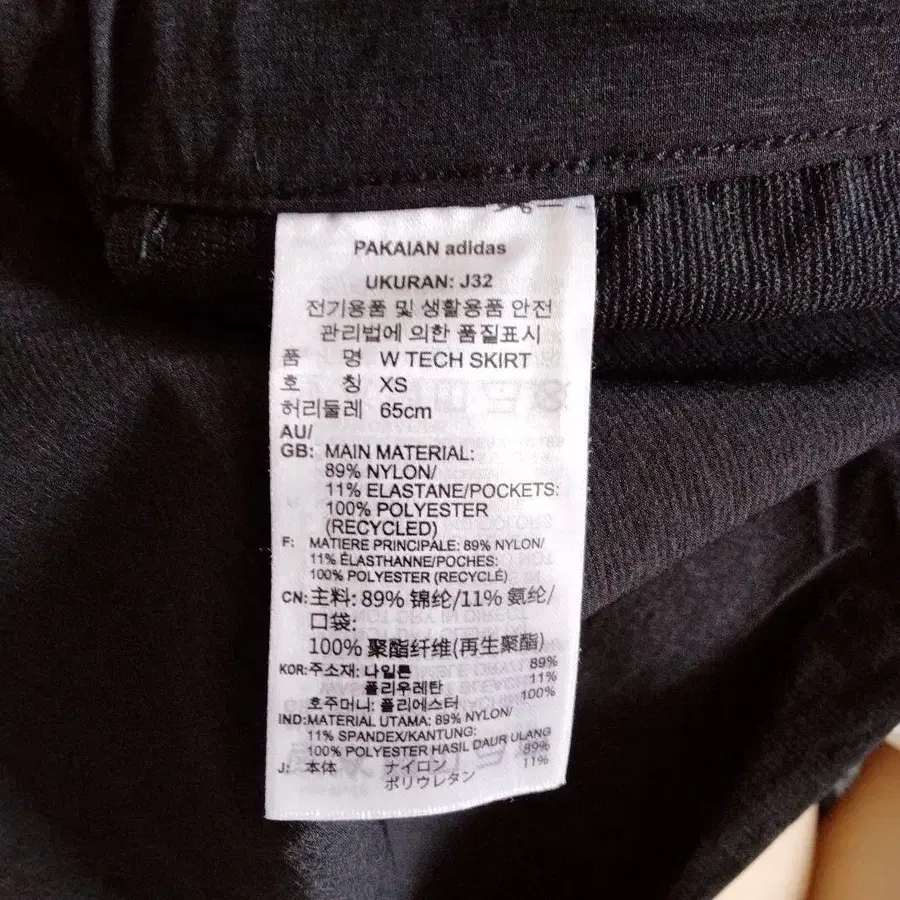 PAKAIAN adidas
UKURAN: J32
전기용품 및 생활용품 안전
관리법에 의한 품질표시
품 명 W TECH SKIRT
호 칭 XS
허리둘레 65cm
AU/
GB: MAIN MATERIAL:
89% NYLON/
11% ELASTANE/POCKETS:
100% POLYESTER
(RECYCLED)
F: MATIERE PRINCIPALE: 89% NYLON/
11% ÉLASTHANNE/POCHES:
100% POLYESTER (RECYCLÉ)
CN: 主料: 89% 锦纶/11% 氨纶/
口袋:
100% 聚酯纤维(再生聚酯)
KOR: 주소재: 나일론 89%
폴리우레탄 11%
호주머니: 폴리에스터 100%
IND: MATERIAL UTAMA: 89% NYLON/
11% SPANDEX/KANTUNG:
100% POLYESTER HASIL DAUR ULANG
J: 本体 ナイロン 89%
ポリウレタン 11%